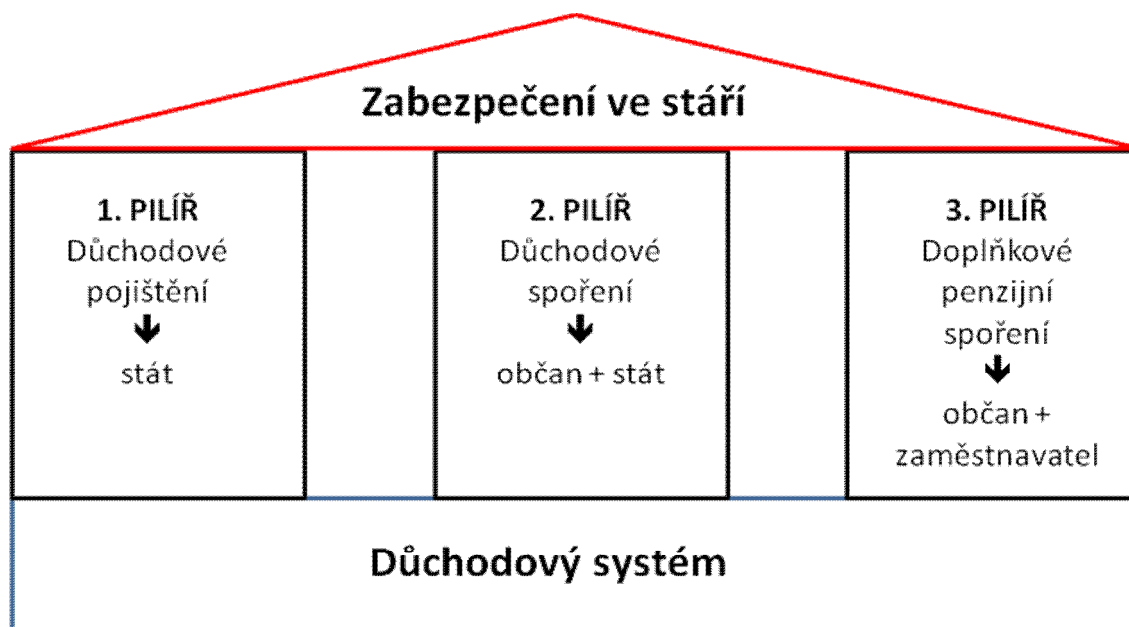 Zabezpečení ve stáří
1. PILÍŘ
Důchodové
pojištění
🡻
stát
2. PILÍŘ
Důchodové
spoření
🡻
občan + stát
3. PILÍŘ
Doplňkové
penzijní
spoření
🡻
občan +
zaměstnavatel
Důchodový systém